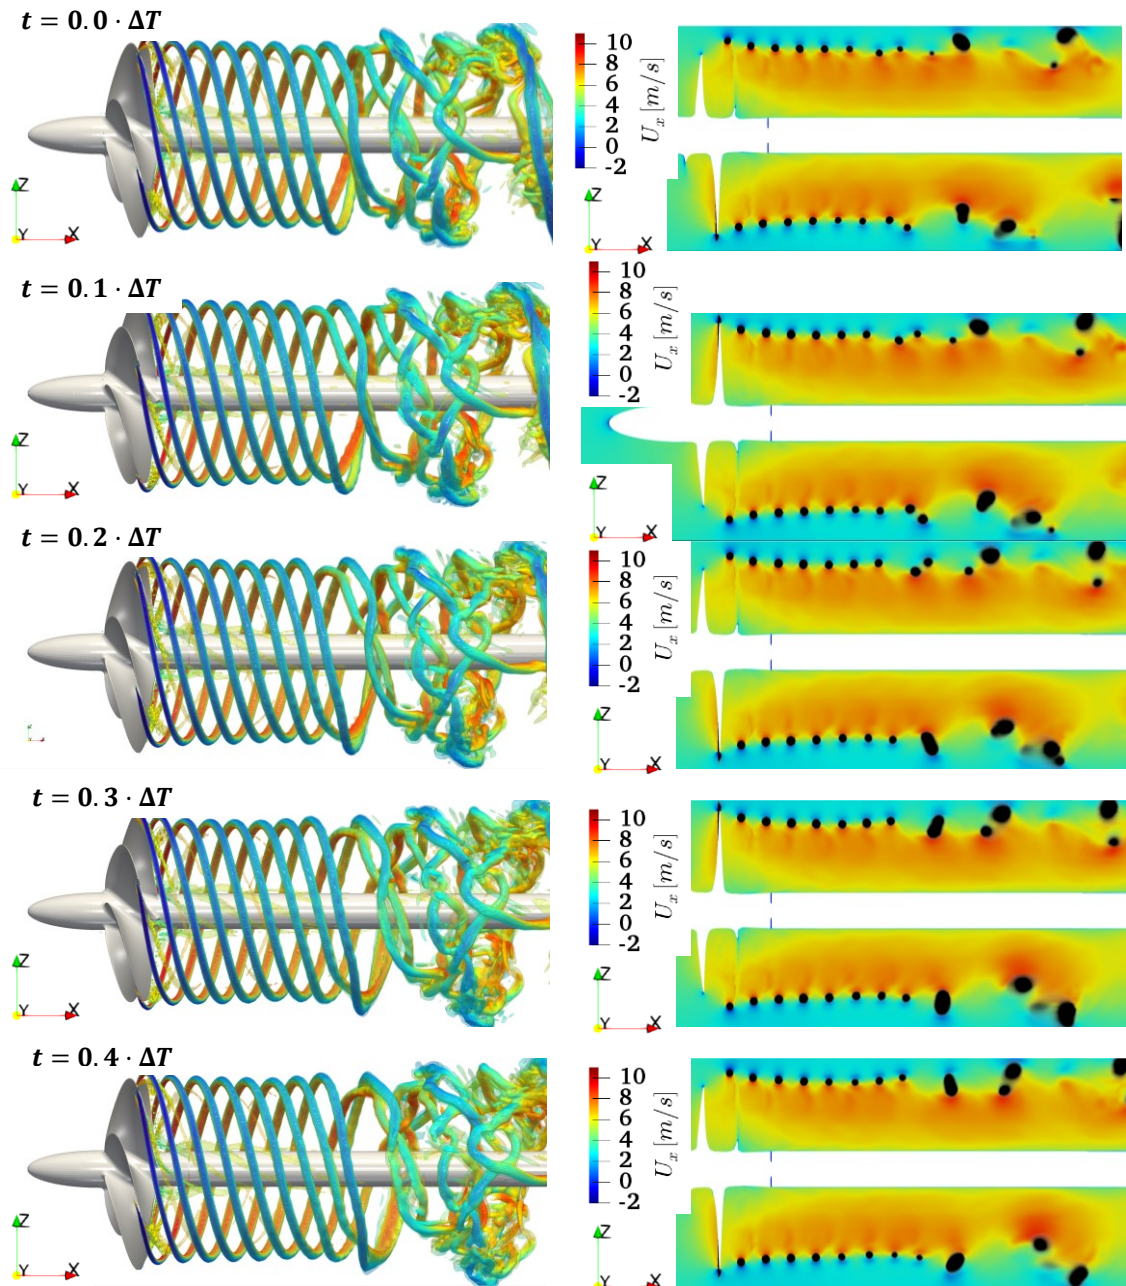 t = 0.0 · ΔT
10
8
6
4
2
0
-2
U_x [m/s]
Z
Y X
Z
Y X
t = 0.1 · ΔT
10
8
6
4
2
0
-2
U_x [m/s]
Z
Y X
Z
Y X
t = 0.2 · ΔT
10
8
6
4
2
0
-2
U_x [m/s]
Z
Y X
t = 0.3 · ΔT
10
8
6
4
2
0
-2
U_x [m/s]
Z
Y X
Z
Y X
t = 0.4 · ΔT
10
8
6
4
2
0
-2
U_x [m/s]
Z
Y X
Z
Y X